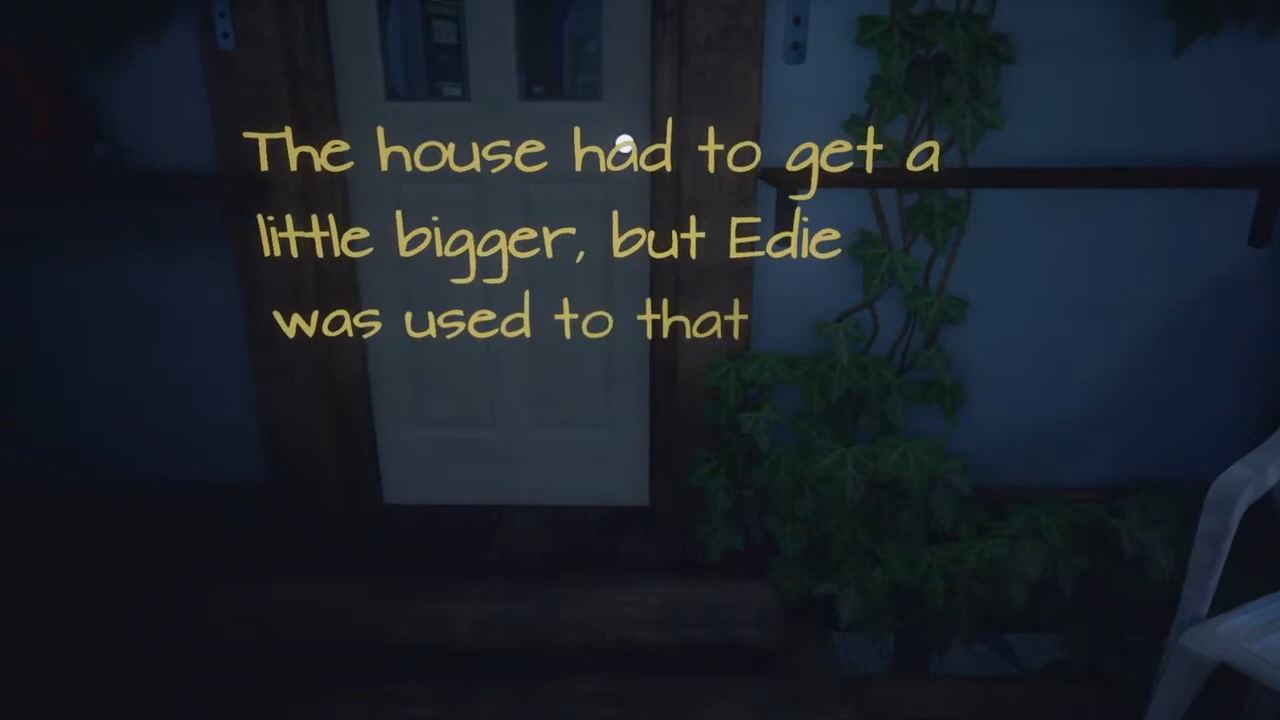 The house had to get a
little bigger, but Edie
was used to that